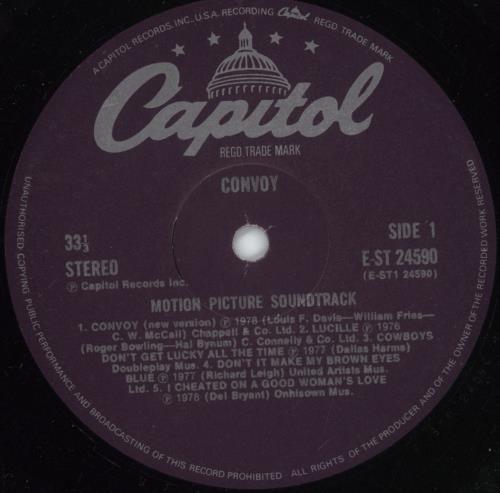 A CAPITOL RECORDS, INC., U.S.A. RECORDING Capitol REGD. TRADE MARK
Capitol
REGD. TRADE MARK
CONVOY
33⅓
STEREO
℗ Capitol Records Inc.
SIDE 1
E-ST 24590
(E-ST1 24590)
MOTION PICTURE SOUNDTRACK
1. CONVOY (new version) ℗ 1978 (Louis F. Davis—William Fries—
C. W. McCall) Chappell & Co. Ltd. 2. LUCILLE ℗ 1976
(Roger Bowling—Hal Bynum) C. Connelly & Co. Ltd. 3. COWBOYS
DON'T GET LUCKY ALL THE TIME ℗ 1977 (Dallas Harms)
Doubleplay Mus. 4. DON'T IT MAKE MY BROWN EYES
BLUE ℗ 1977 (Richard Leigh) United Artists Mus.
Ltd. 5. I CHEATED ON A GOOD WOMAN'S LOVE
℗ 1978 (Del Bryant) Onhisown Mus.
UNAUTHORISED COPYING PUBLIC PERFORMANCE AND BROADCASTING OF THIS RECORD PROHIBITED ALL RIGHTS OF THE PRODUCER AND OF THE OWNER OF THE RECORDED WORK RESERVED